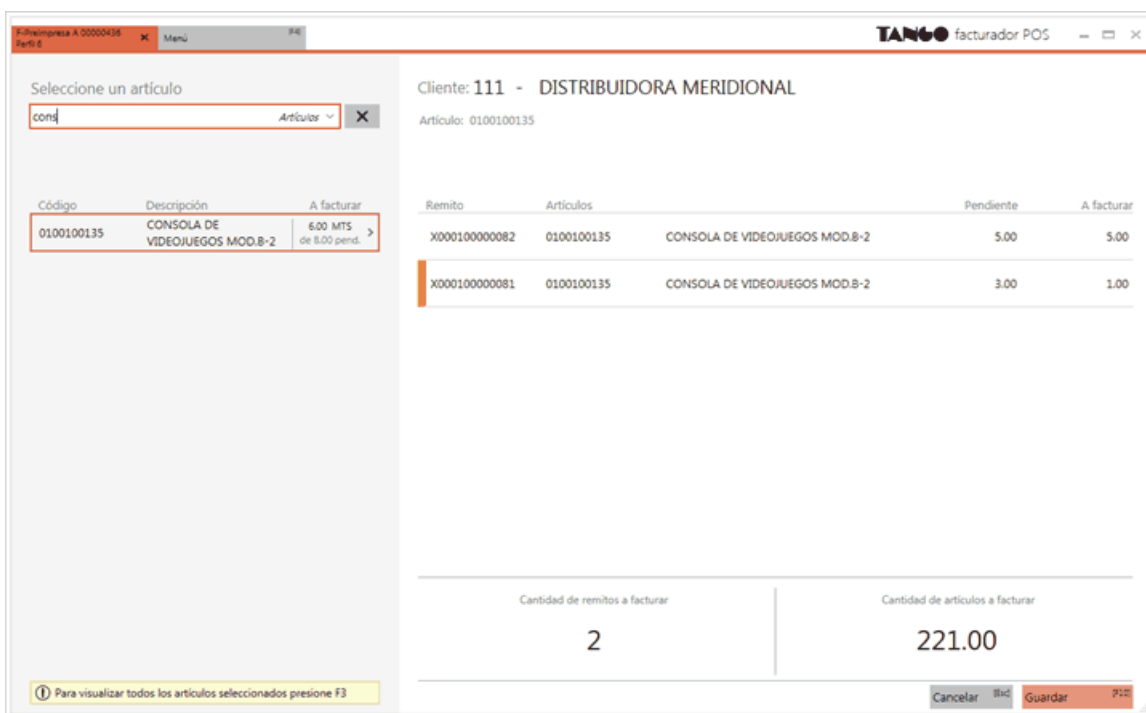 F-Preimpresa A 00000436
Perfil 6
Menú
TANGO facturador POS
Seleccione un artículo
cons
Artículos
Cliente: 111 - DISTRIBUIDORA MERIDIONAL
Artículo: 0100100135
Código Descripción A facturar
0100100135 CONSOLA DE VIDEOJUEGOS MOD.B-2 6.00 MTS de 8.00 pend.
Remito Artículos Pendiente A facturar
X000100000082 0100100135 CONSOLA DE VIDEOJUEGOS MOD.B-2 5.00 5.00
X000100000081 0100100135 CONSOLA DE VIDEOJUEGOS MOD.B-2 3.00 1.00
Cantidad de remitos a facturar
2
Cantidad de artículos a facturar
221.00
Para visualizar todos los artículos seleccionados presione F3
Cancelar
Guardar